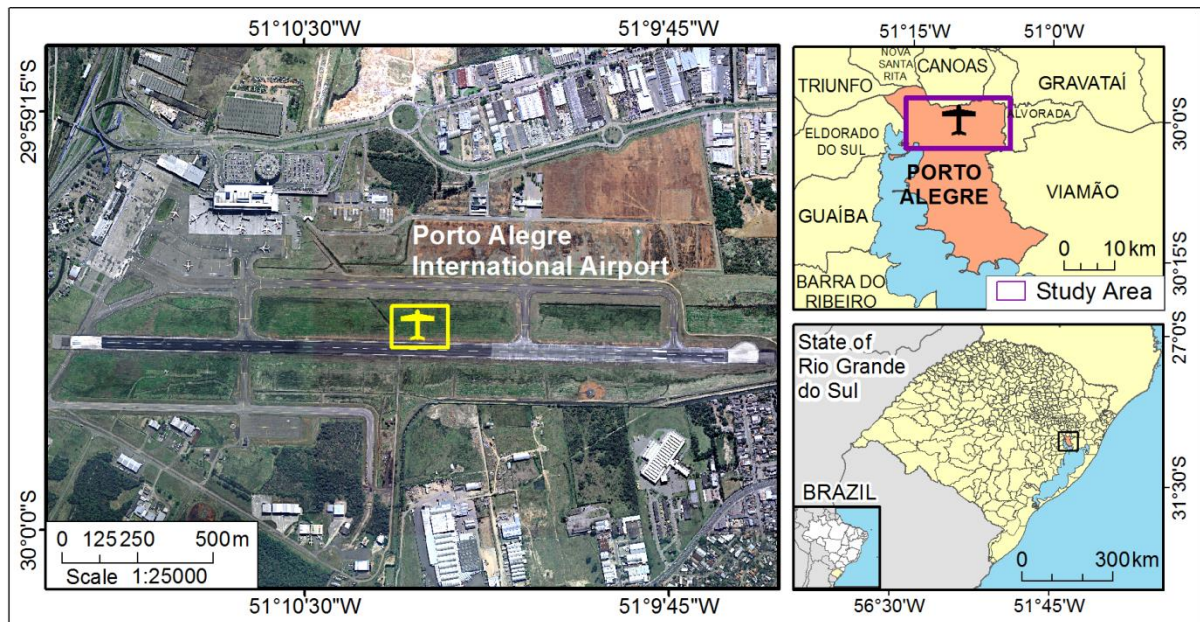 51°10'30"W
51°9'45"W
29°59'15"S
30°0'0"S
Porto Alegre
International Airport
0 125 250 500 m
Scale 1:25000
51°10'30"W
51°9'45"W
51°15'W
51°0'W
NOVA
SANTA
RITA
CANOAS
TRIUNFO
GRAVATAÍ
ALVORADA
ELDORADO
DO SUL
PORTO
ALEGRE
VIAMÃO
GUAÍBA
0 10 km
BARRA DO
RIBEIRO
Study Area
30°0'S
30°15'S
State of
Rio Grande
do Sul
BRAZIL
0 300 km
27°0'S
31°30'S
56°30'W
51°45'W